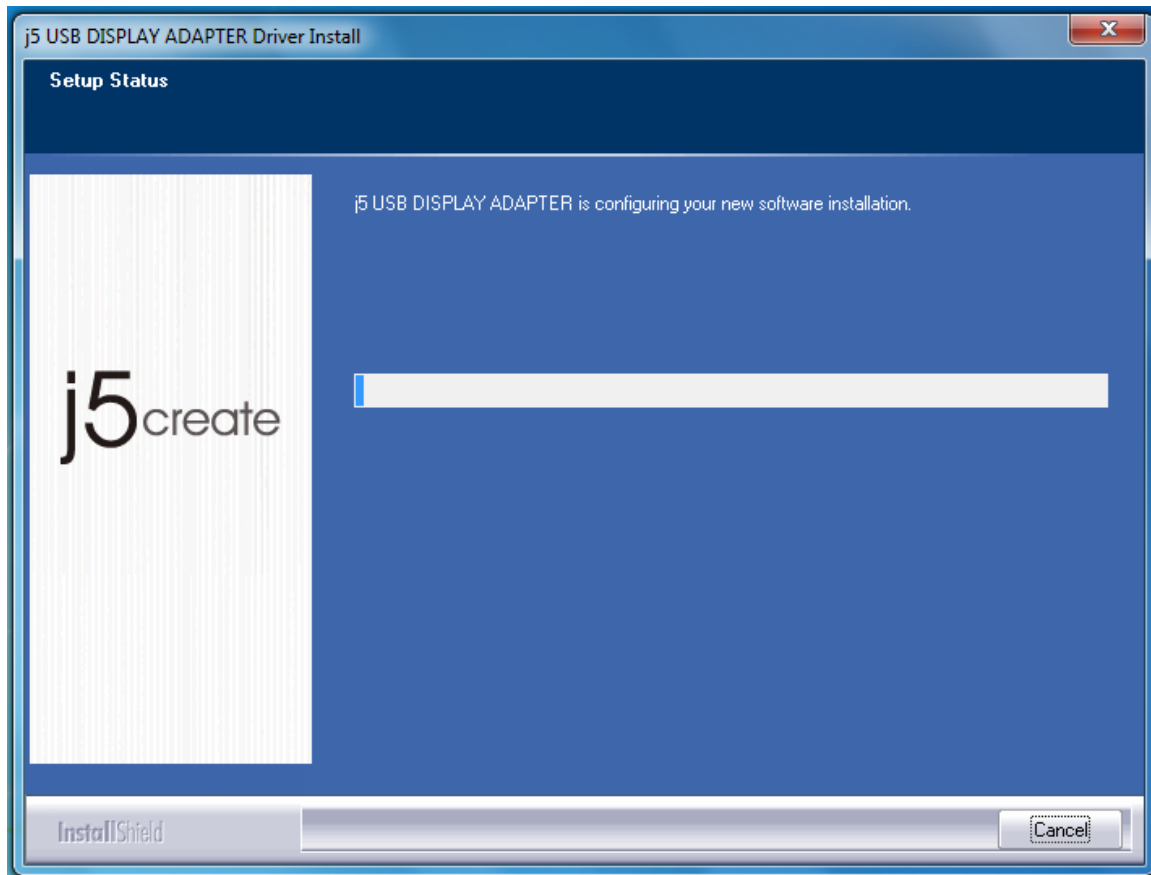 j5 USB DISPLAY ADAPTER Driver Install
Setup Status
j5 USB DISPLAY ADAPTER is configuring your new software installation.
j5create
InstallShield
Cancel